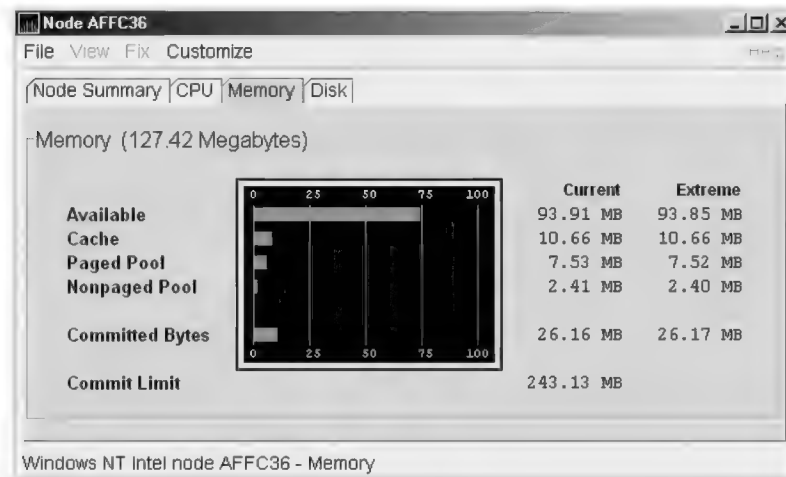 Node AFFC36
File View Fix Customize
Node Summary CPU Memory Disk
Memory (127.42 Megabytes)
0 25 50 75 100 Current Extreme
Available 93.91 MB 93.85 MB
Cache 10.66 MB 10.66 MB
Paged Pool 7.53 MB 7.52 MB
Nonpaged Pool 2.41 MB 2.40 MB
Committed Bytes 26.16 MB 26.17 MB
0 25 50 75 100
Commit Limit 243.13 MB
Windows NT Intel node AFFC36 - Memory